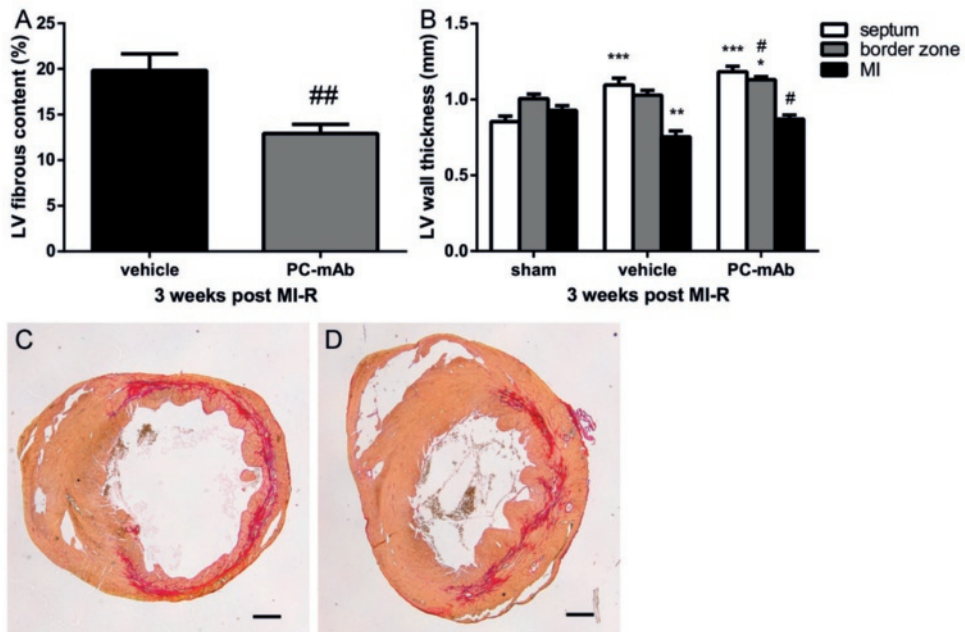 A
LV fibrous content (%)
25
20
15
10
5
0
##
vehicle
PC-mAb
3 weeks post MI-R
B
LV wall thickness (mm)
1.5
1.0
0.5
0.0
***
**
***
#
*
#
septum
border zone
MI
sham
vehicle
PC-mAb
3 weeks post MI-R
C
D